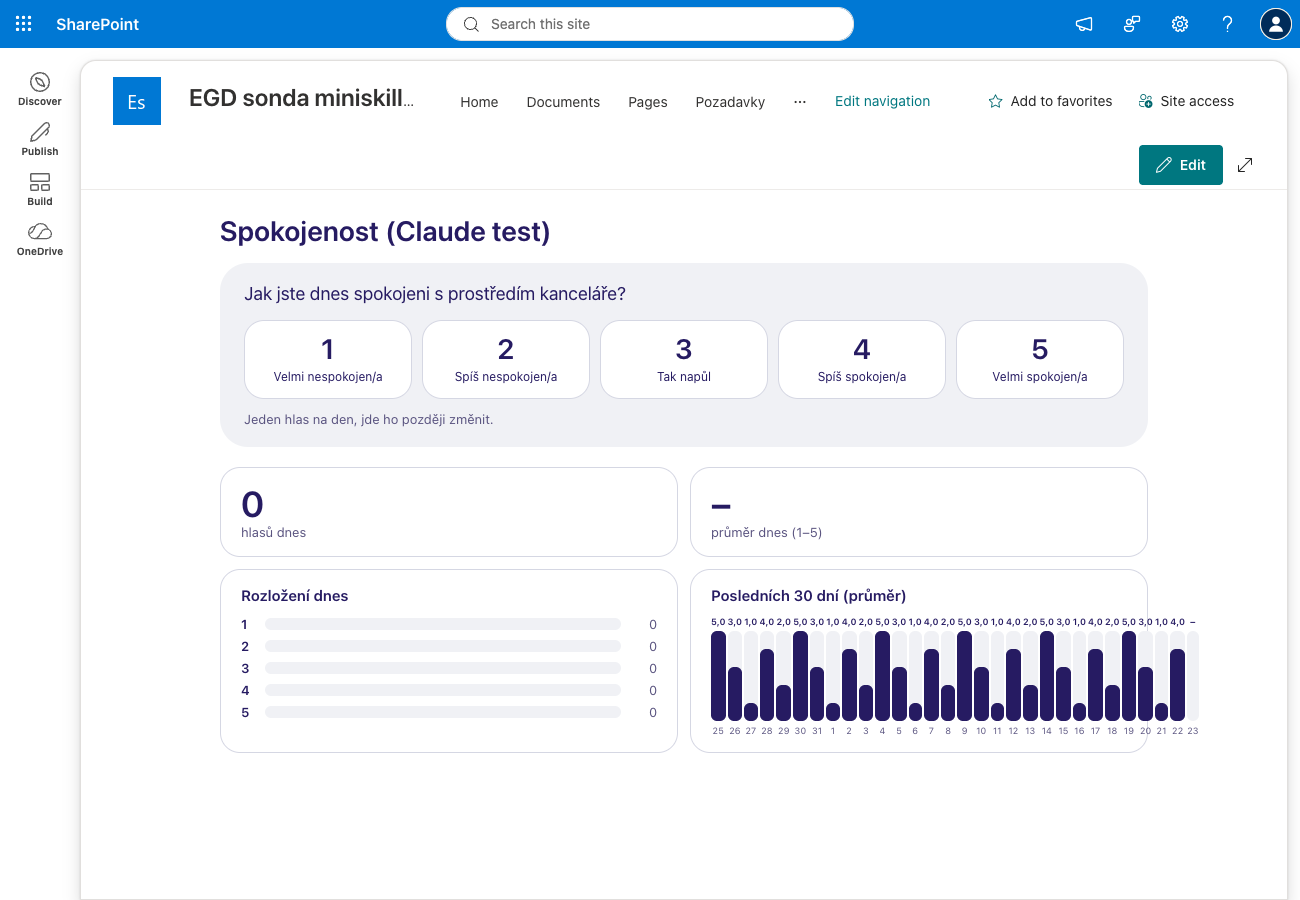 SharePoint
Search this site
Discover
Publish
Build
OneDrive
Es
EGD sonda miniskill...
Home
Documents
Pages
Pozadavky
Edit navigation
Add to favorites
Site access
Edit
Spokojenost (Claude test)
Jak jste dnes spokojeni s prostředím kanceláře?
1
Velmi nespokojen/a
2
Spíš nespokojen/a
3
Tak napůl
4
Spíš spokojen/a
5
Velmi spokojen/a
Jeden hlas na den, jde ho později změnit.
0
hlasů dnes
–
průměr dnes (1–5)
Rozložení dnes
1 0
2 0
3 0
4 0
5 0
Posledních 30 dní (průměr)
5,0 3,0 1,0 4,0 2,0 5,0 3,0 1,0 4,0 2,0 5,0 3,0 1,0 4,0 2,0 5,0 3,0 1,0 4,0 2,0 5,0 3,0 1,0 4,0 2,0 5,0 3,0 1,0 4,0 –
25 26 27 28 29 30 31 1 2 3 4 5 6 7 8 9 10 11 12 13 14 15 16 17 18 19 20 21 22 23